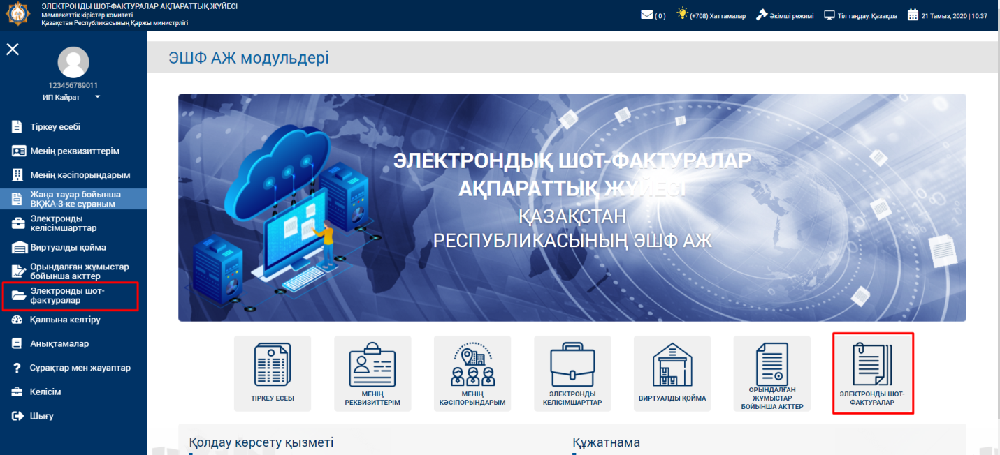 ЭЛЕКТРОНДЫ ШОТ-ФАКТУРАЛАР АҚПАРАТТЫҚ ЖҮЙЕСІ
Мемлекеттік кірістер комитеті
Қазақстан Республикасының Қаржы министрлігі
( 0 )
(+708) Хаттамалар
Әкімші режимі
Тіл таңдау: Қазақша
21 Тамыз, 2020 | 10:37
123456789011
ИП Кайрат
Тіркеу есебі
Менің реквизиттерім
Менің кәсіпорындарым
Жаңа тауар бойынша
ВҚЖА-3-ке сұраным
Электронды
келісімшарттар
Виртуалды қойма
Орындалған жұмыстар
бойынша акттер
Электронды шот-
фактуралар
Қалпына келтіру
Анықтамалар
Сұрақтар мен жауаптар
Келісім
Шығу
ЭШФ АЖ модульдері
ЭЛЕКТРОНДЫҚ ШОТ-ФАКТУРАЛАР
АҚПАРАТТЫҚ ЖҮЙЕСІ
ҚАЗАҚСТАН
РЕСПУБЛИКАСЫНЫҢ ЭШФ АЖ
ТІРКЕУ ЕСЕБІ
МЕНІҢ
РЕКВИЗИТТЕРІМ
МЕНІҢ
КӘСІПОРЫНДАРЫМ
ЭЛЕКТРОНДЫ
КЕЛІСІМШАРТТАР
ВИРТУАЛДЫ ҚОЙМА
ОРЫНДАЛҒАН
ЖҰМЫСТАР
БОЙЫНША АКТТЕР
ЭЛЕКТРОНДЫ ШОТ-
ФАКТУРАЛАР
Қолдау көрсету қызметі
Құжатнама